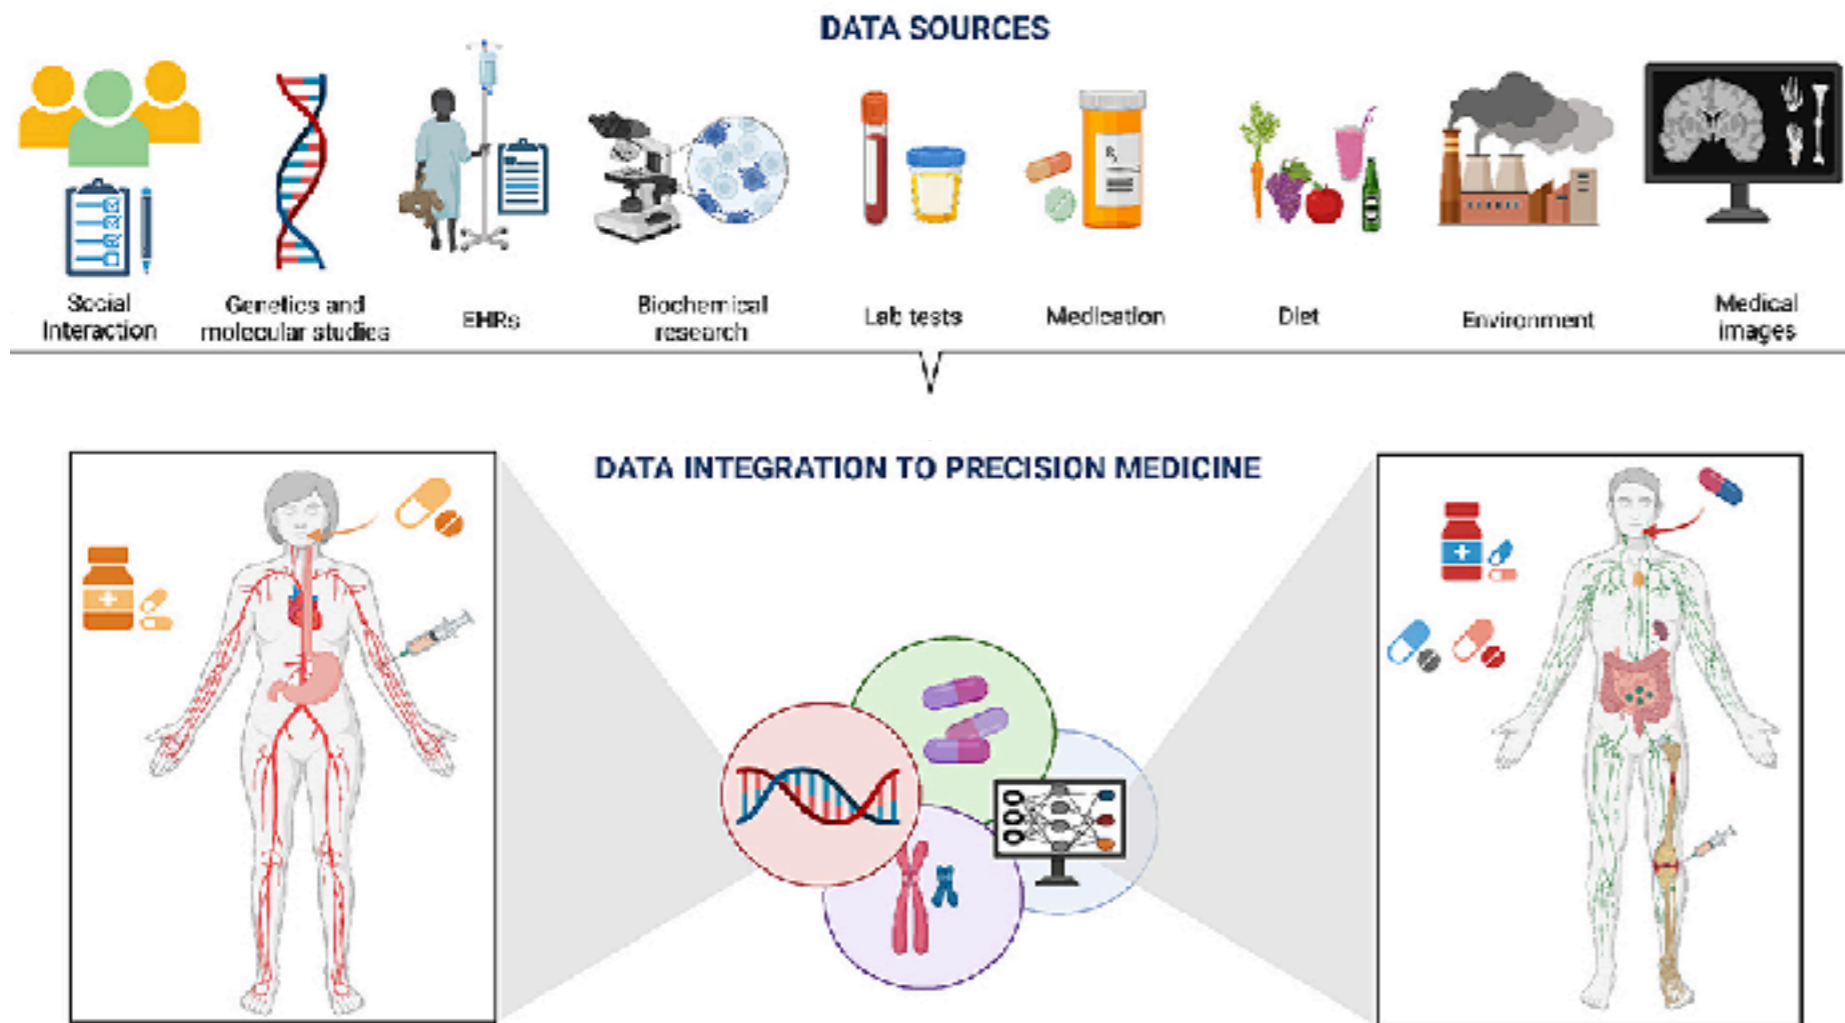 DATA SOURCES
Social
Interaction
Genetics and
molecular studies
EHRs
Biochemical
research
Lab tests
Medication
Diet
Environment
Medical
images
DATA INTEGRATION TO PRECISION MEDICINE